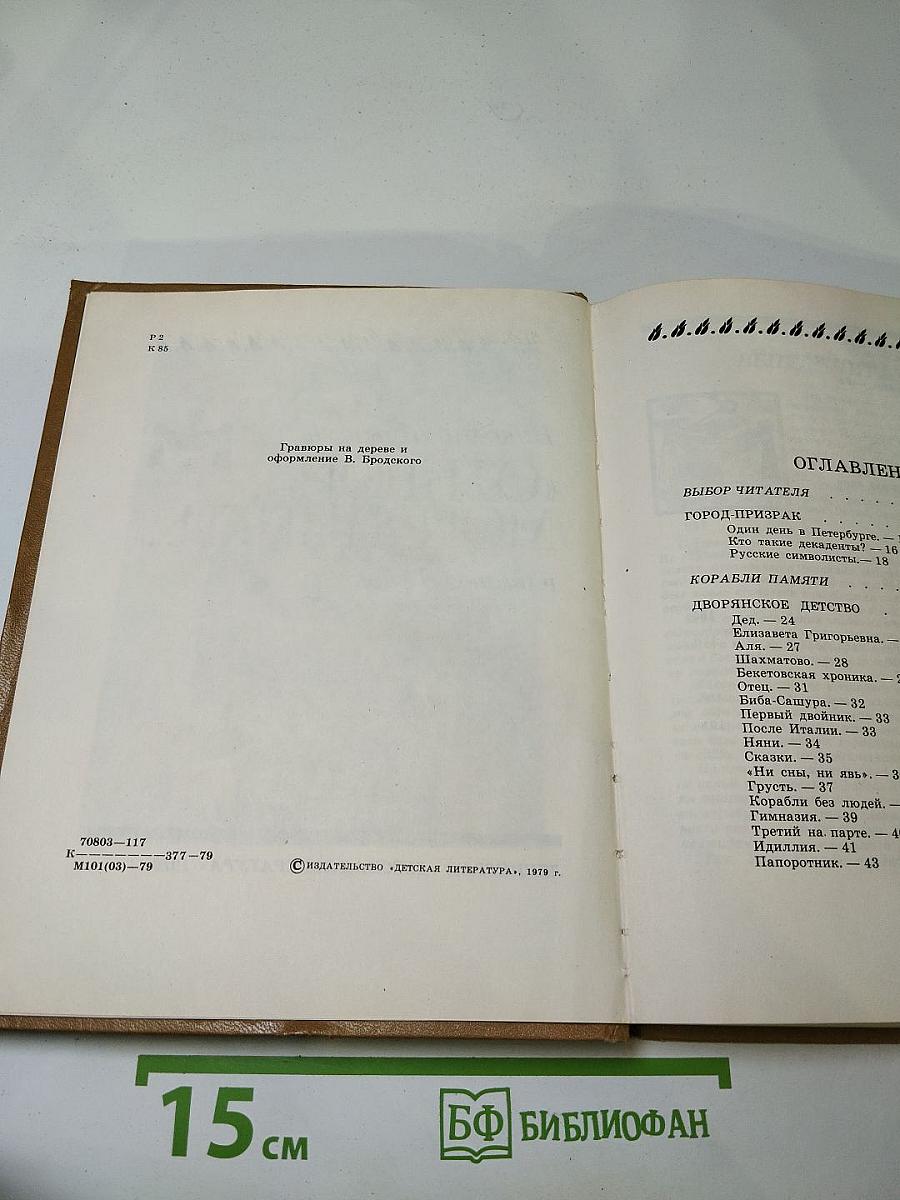 Р 2
К 85
Гравюры на дереве и
оформление В. Бродского
70803—117
К———————377—79
М101(03)—79
© ИЗДАТЕЛЬСТВО «ДЕТСКАЯ ЛИТЕРАТУРА», 1979 г.
ОГЛАВЛЕН
ВЫБОР ЧИТАТЕЛЯ . . . . .
ГОРОД-ПРИЗРАК . . . . .
Один день в Петербурге. —
Кто такие декаденты? — 16
Русские символисты.— 18
КОРАБЛИ ПАМЯТИ . . . .
ДВОРЯНСКОЕ ДЕТСТВО .
Дед. — 24
Елизавета Григорьевна. —
Аля. — 27
Шахматово. — 28
Бекетовская хроника. —
Отец. — 31
Биба-Сашура. — 32
Первый двойник. — 33
После Италии. — 33
Няни. — 34
Сказки. — 35
«Ни сны, ни явь». — 3
Грусть. — 37
Корабли без людей. —
Гимназия. — 39
Третий на парте. — 4
Идиллия. — 41
Папоротник. — 43
15 см
БФ БИБЛИОФАН